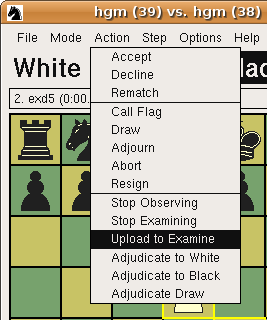 hgm (39) vs. hgm (38)
File Mode Action Step Options Help
White
2. exd5 (0:00.
Accept
Decline
Rematch
Call Flag
Draw
Adjourn
Abort
Resign
Stop Observing
Stop Examining
Upload to Examine
Adjudicate to White
Adjudicate to Black
Adjudicate Draw